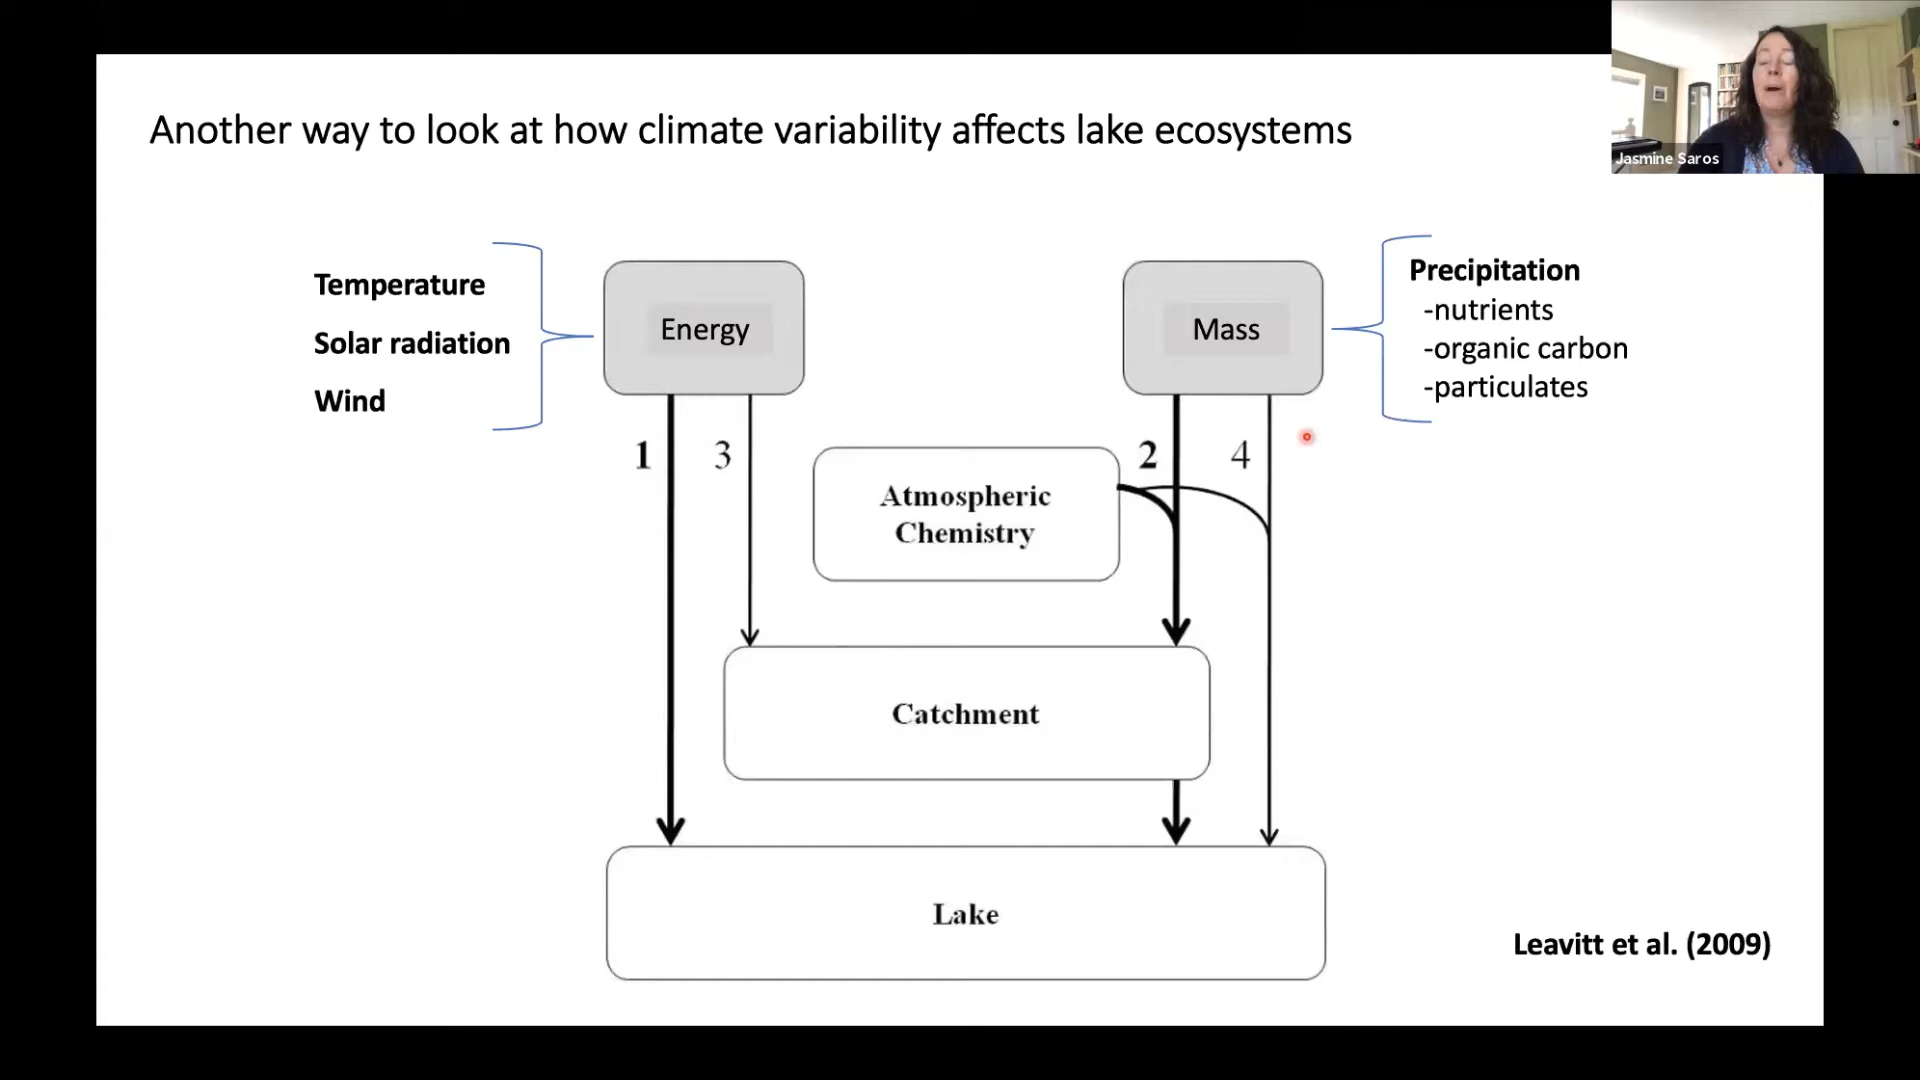 Another way to look at how climate variability affects lake ecosystems
Jasmine Saros
Temperature
Solar radiation
Wind
Energy
Mass
Precipitation
-nutrients
-organic carbon
-particulates
1
3
2
4
Atmospheric
Chemistry
Catchment
Lake
Leavitt et al. (2009)